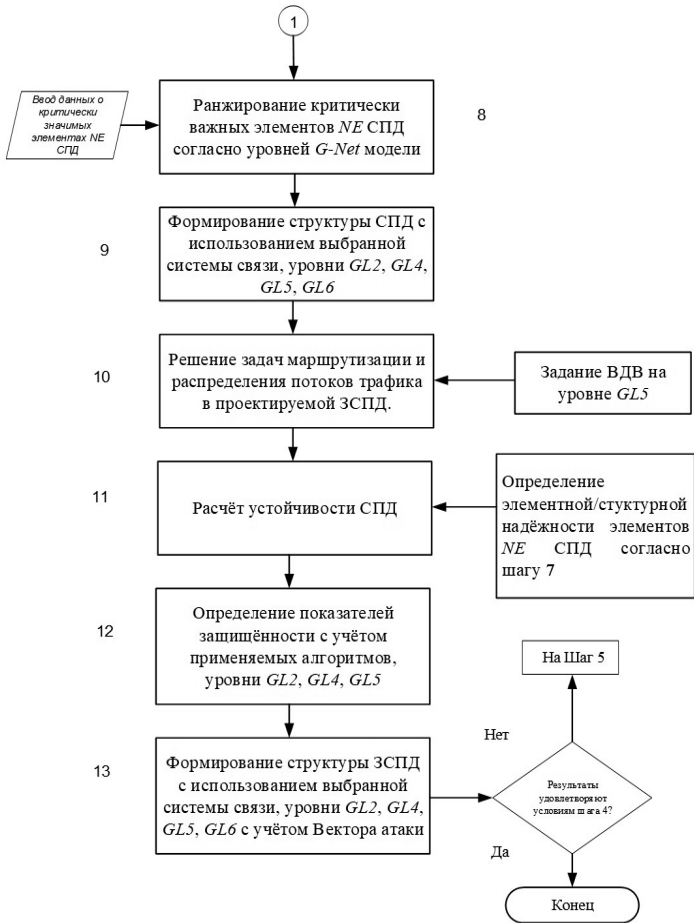 1
Ввод данных о
критически
значимых
элементах NE
СПД
Ранжирование критически
важных элементов NE СПД
согласно уровней G-Net модели
8
9
Формирование структуры СПД с
использованием выбранной
системы связи, уровни GL2, GL4,
GL5, GL6
10
Решение задач маршрутизации и
распределения потоков трафика
в проектируемой ЗСПД.
Задание ВДВ на
уровне GL5
11
Расчёт устойчивости СПД
Определение
элементной/стуктурной
надёжности элементов
NE СПД согласно
шагу 7
12
Определение показателей
защищённости с учётом
применяемых алгоритмов,
уровни GL2, GL4, GL5
На Шаг 5
Нет
13
Формирование структуры ЗСПД
с использованием выбранной
системы связи, уровни GL2, GL4,
GL5, GL6 с учётом Вектора атаки
Результаты
удовлетворяют
условиям шага 4?
Да
Конец